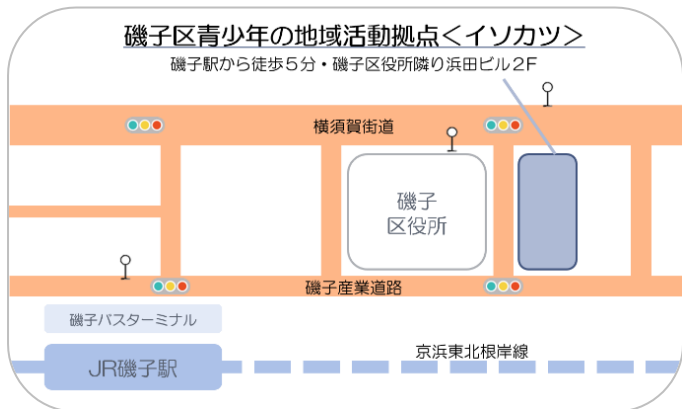 磯子区青少年の地域活動拠点＜イソカツ＞
磯子駅から徒歩５分・磯子区役所隣り浜田ビル２F
横須賀街道
磯子
区役所
磯子産業道路
磯子バスターミナル
京浜東北根岸線
JR磯子駅